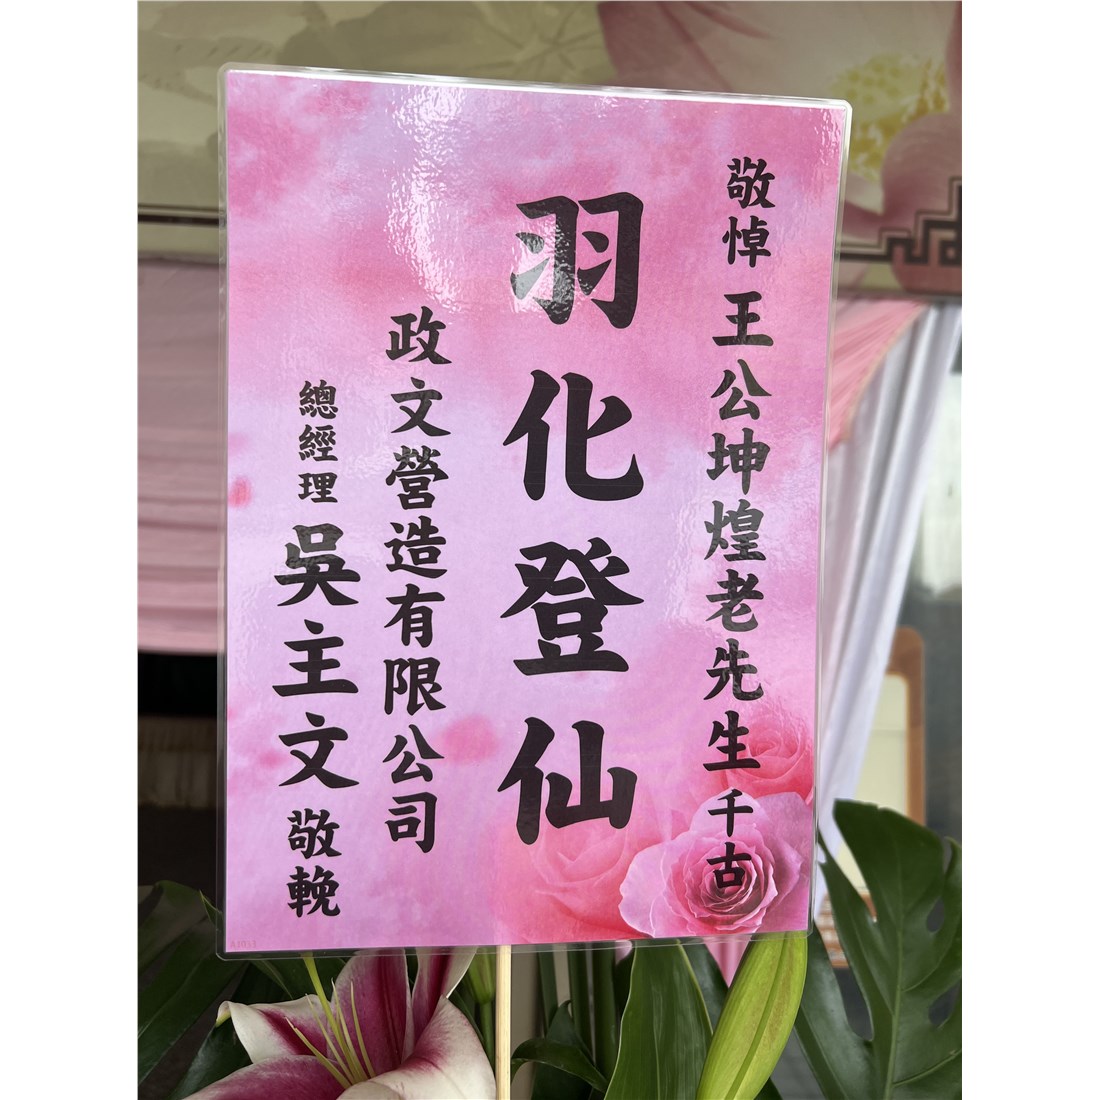 敬悼 王公坤煌老先生 千古
羽化登仙
政文營造有限公司
總經理 吳主文 敬輓